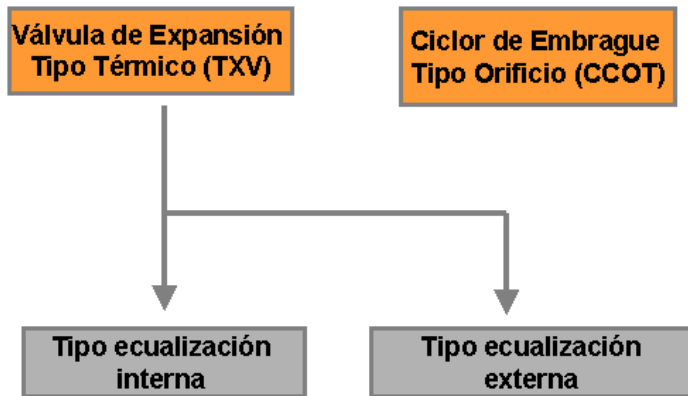 Válvula de Expansión
Tipo Térmico (TXV)
Ciclor de Embrague
Tipo Orificio (CCOT)
Tipo ecualización
interna
Tipo ecualización
externa